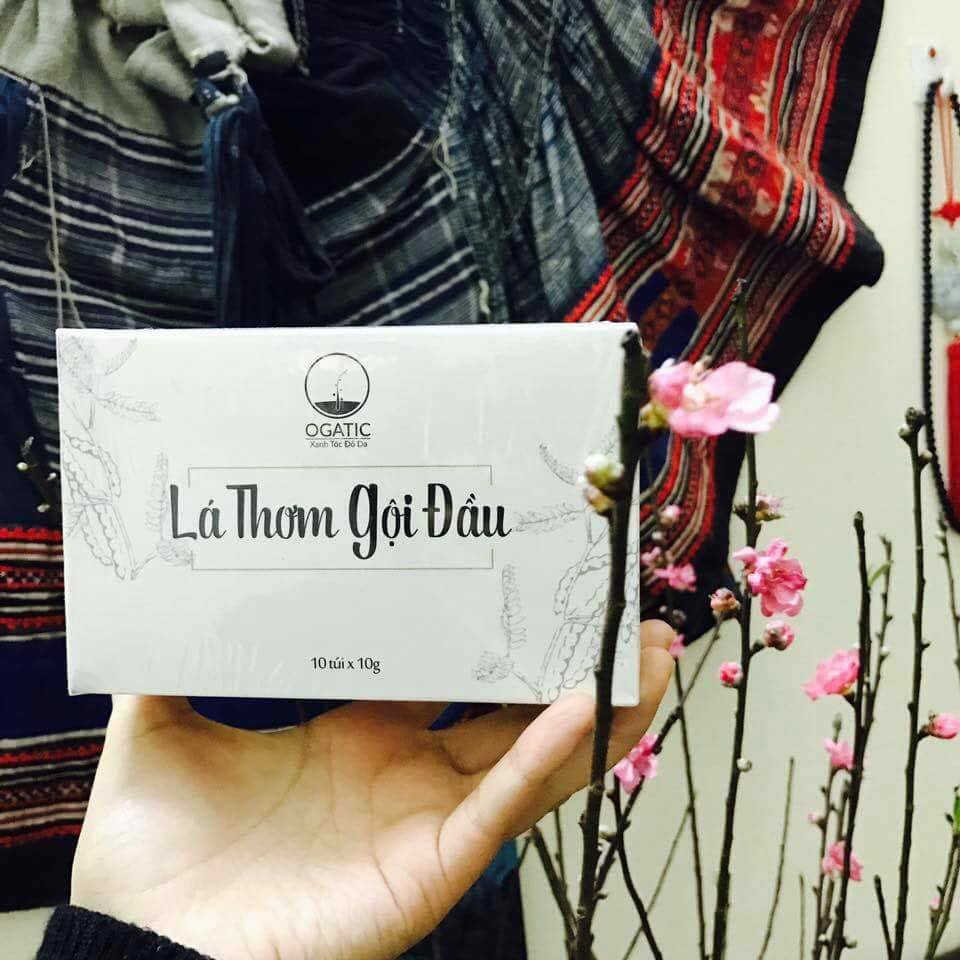 OGATIC
Xanh Tóc Đỏ Da
Lá Thơm Gội Đầu
10 túi x 10g